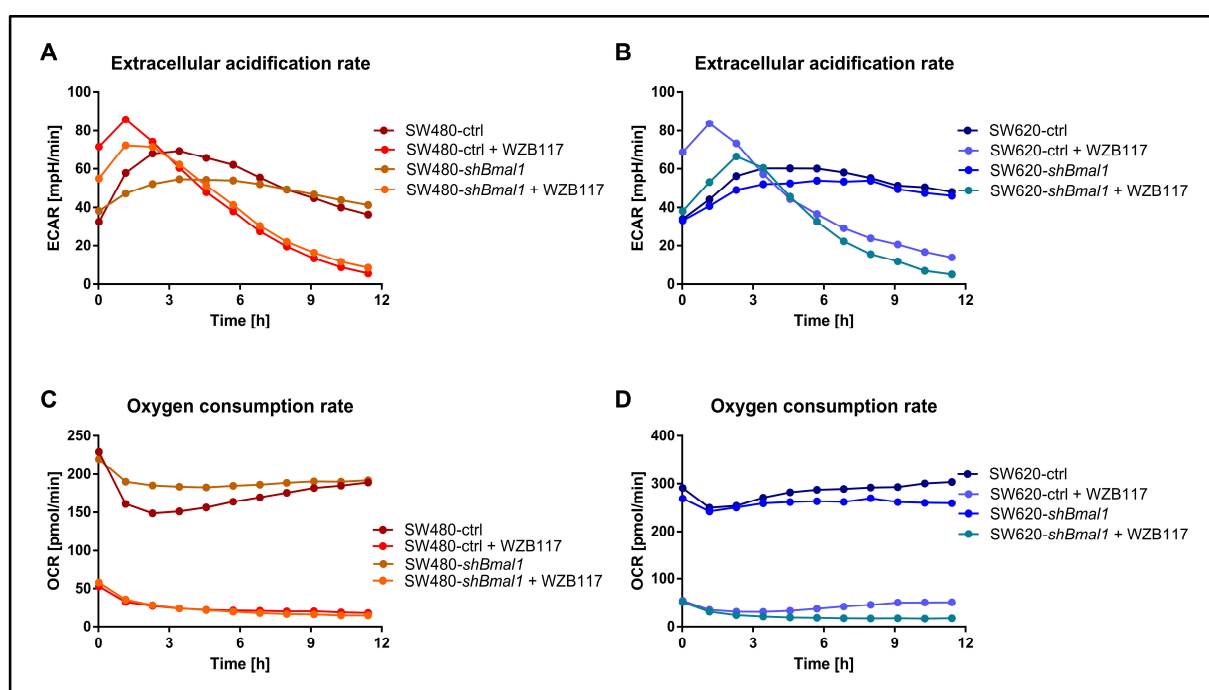 A
Extracellular acidification rate
ECAR [mpH/min]
100
80
60
40
20
0
0 3 6 9 12
Time [h]
SW480-ctrl
SW480-ctrl + WZB117
SW480-shBmal1
SW480-shBmal1 + WZB117
B
Extracellular acidification rate
ECAR [mpH/min]
100
80
60
40
20
0
0 3 6 9 12
Time [h]
SW620-ctrl
SW620-ctrl + WZB117
SW620-shBmal1
SW620-shBmal1 + WZB117
C
Oxygen consumption rate
OCR [pmol/min]
250
200
150
100
50
0
0 3 6 9 12
Time [h]
SW480-ctrl
SW480-ctrl + WZB117
SW480-shBmal1
SW480-shBmal1 + WZB117
D
Oxygen consumption rate
OCR [pmol/min]
400
300
200
100
0
0 3 6 9 12
Time [h]
SW620-ctrl
SW620-ctrl + WZB117
SW620-shBmal1
SW620-shBmal1 + WZB117